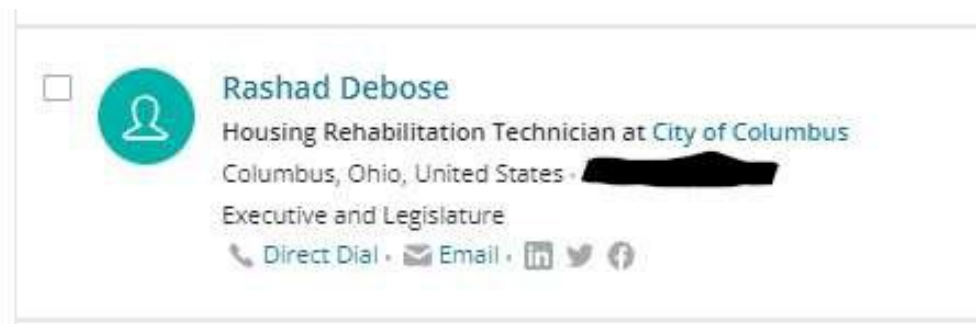 Rashad Debose
Housing Rehabilitation Technician at City of Columbus
Columbus, Ohio, United States ·
Executive and Legislature
Direct Dial · Email · in